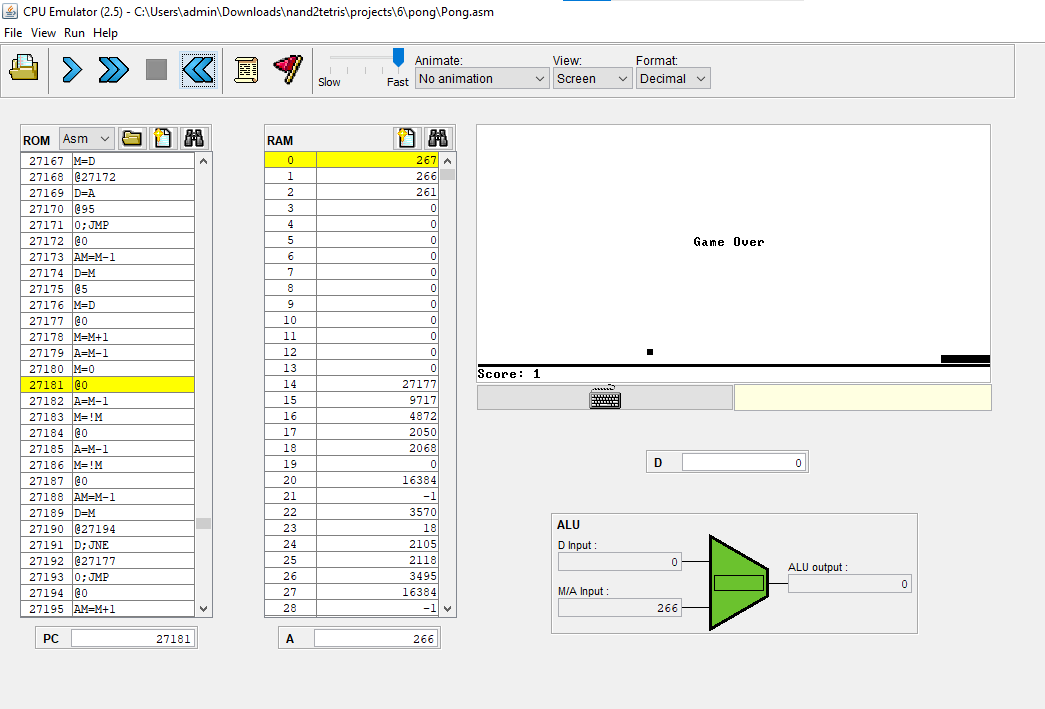 CPU Emulator (2.5) - C:\Users\admin\Downloads\nand2tetris\projects\6\pong\Pong.asm
File View Run Help
Slow Fast
Animate: View: Format:
No animation Screen Decimal
ROM Asm
27167 M=D
27168 @27172
27169 D=A
27170 @95
27171 0;JMP
27172 @0
27173 AM=M-1
27174 D=M
27175 @5
27176 M=D
27177 @0
27178 M=M+1
27179 A=M-1
27180 M=0
27181 @0
27182 A=M-1
27183 M=!M
27184 @0
27185 A=M-1
27186 M=!M
27187 @0
27188 AM=M-1
27189 D=M
27190 @27194
27191 D;JNE
27192 @27177
27193 0;JMP
27194 @0
27195 AM=M+1
PC 27181
RAM
0 267
1 266
2 261
3 0
4 0
5 0
6 0
7 0
8 0
9 0
10 0
11 0
12 0
13 0
14 27177
15 9717
16 4872
17 2050
18 2068
19 0
20 16384
21 -1
22 3570
23 18
24 2105
25 2118
26 3495
27 16384
28 -1
A 266
Game Over
Score: 1
D 0
ALU
D Input :
0
M/A Input :
266
ALU output :
0